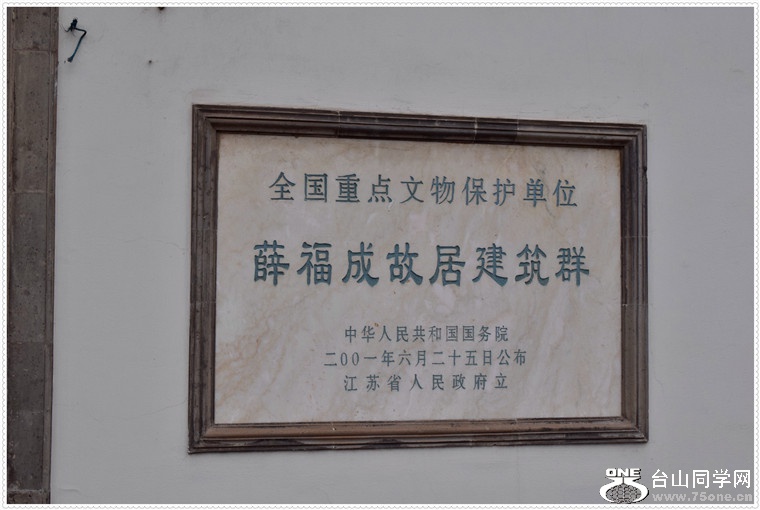 全国重点文物保护单位
薛福成故居建筑群
中华人民共和国国务院
二00一年六月二十五日公布
江苏省人民政府立
ONE 台山同学网
www.75one.cn